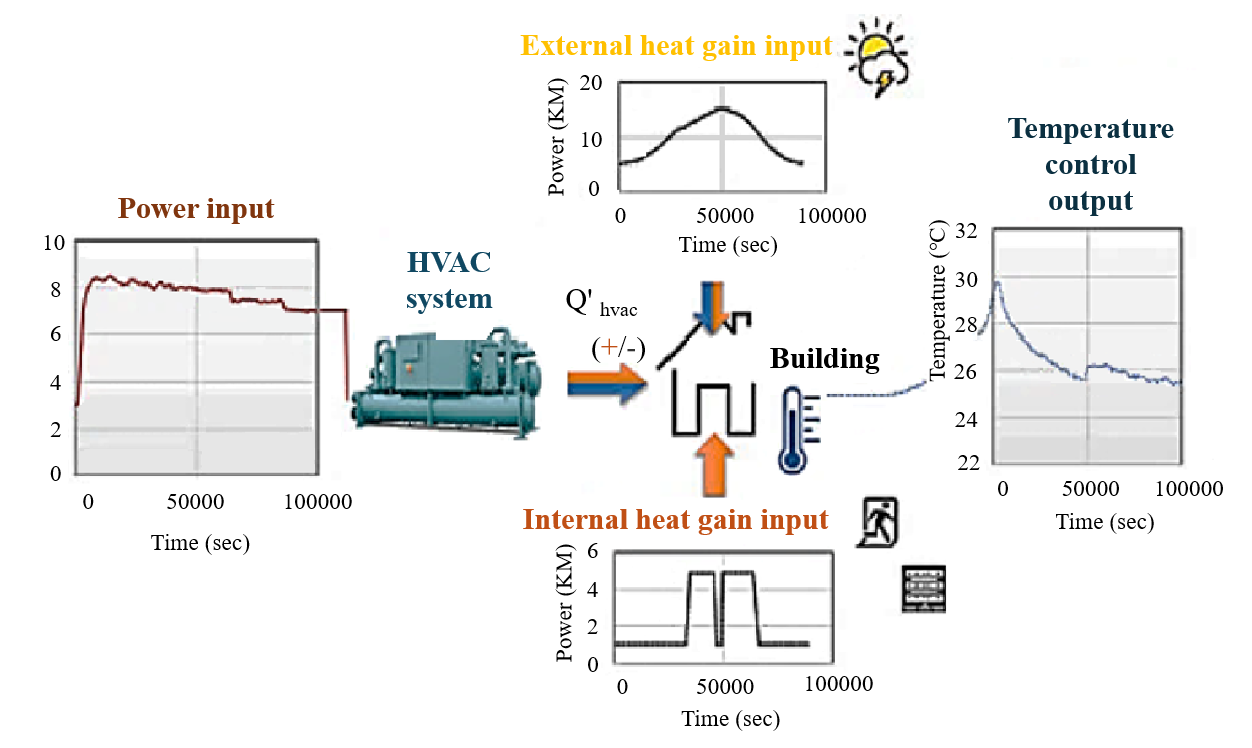 External heat gain input
Power (KM)
20
10
0
0 50000 100000
Time (sec)
Temperature
control
output
Temperature (°C)
32
30
28
26
24
22
0 50000 100000
Time (sec)
Power input
10
8
6
4
2
0
0 50000 100000
Time (sec)
HVAC
system
Q' hvac
(+/-)
Building
Internal heat gain input
Power (KM)
6
4
2
0
0 50000 100000
Time (sec)